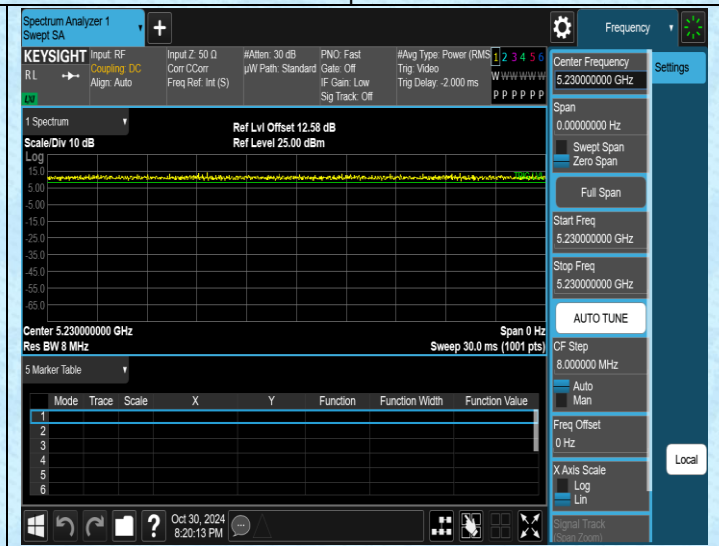 Spectrum Analyzer 1
Swept SA
+
Frequency
KEYSIGHT Input: RF
RL
Coupling: DC
Align: Auto
LNI
Input Z: 50 Ω
Corr CCorr
Freq Ref: Int (S)
#Atten: 30 dB
µW Path: Standard
PNO: Fast
Gate: Off
IF Gain: Low
Sig Track: Off
#Avg Type: Power (RMS
Trig: Video
Trig Delay: -2.000 ms
1 2 3 4 5 6
W W W W W W
P P P P P P
1 Spectrum
Scale/Div 10 dB
Ref Lvl Offset 12.58 dB
Ref Level 25.00 dBm
Log
15.0
5.00
-5.00
-15.0
-25.0
-35.0
-45.0
-55.0
-65.0
TRIG LVL
Center 5.230000000 GHz
Span 0 Hz
Res BW 8 MHz
Sweep 30.0 ms (1001 pts)
5 Marker Table
Mode Trace Scale X Y Function Function Width Function Value
1
2
3
4
5
6
Oct 30, 2024
8:20:13 PM
?
Center Frequency
5.230000000 GHz
Span
0.00000000 Hz
Swept Span
Zero Span
Full Span
Start Freq
5.230000000 GHz
Stop Freq
5.230000000 GHz
AUTO TUNE
CF Step
8.000000 MHz
Auto
Man
Freq Offset
0 Hz
X Axis Scale
Log
Lin
Signal Track
(Span Zoom)
Settings
Local